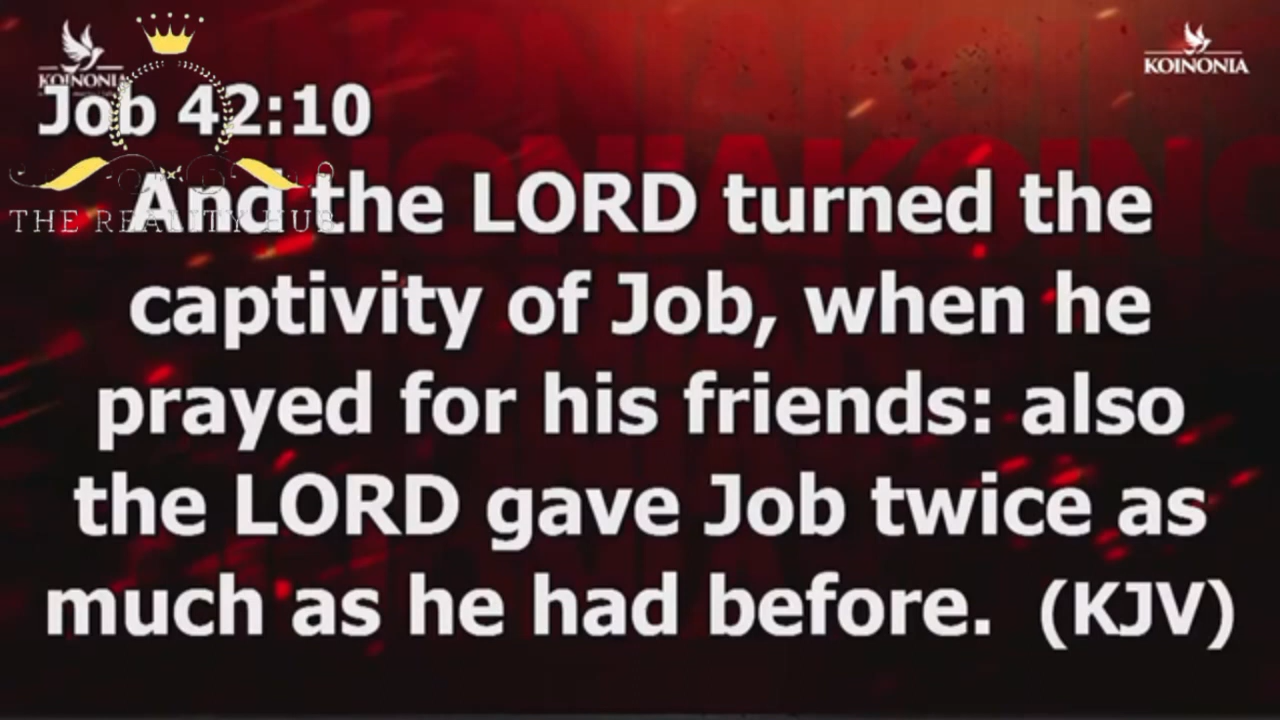 KOINONIA
KOINONIA
Job 42:10
THE REALITY HUB
And the LORD turned the
captivity of Job, when he
prayed for his friends: also
the LORD gave Job twice as
much as he had before. (KJV)